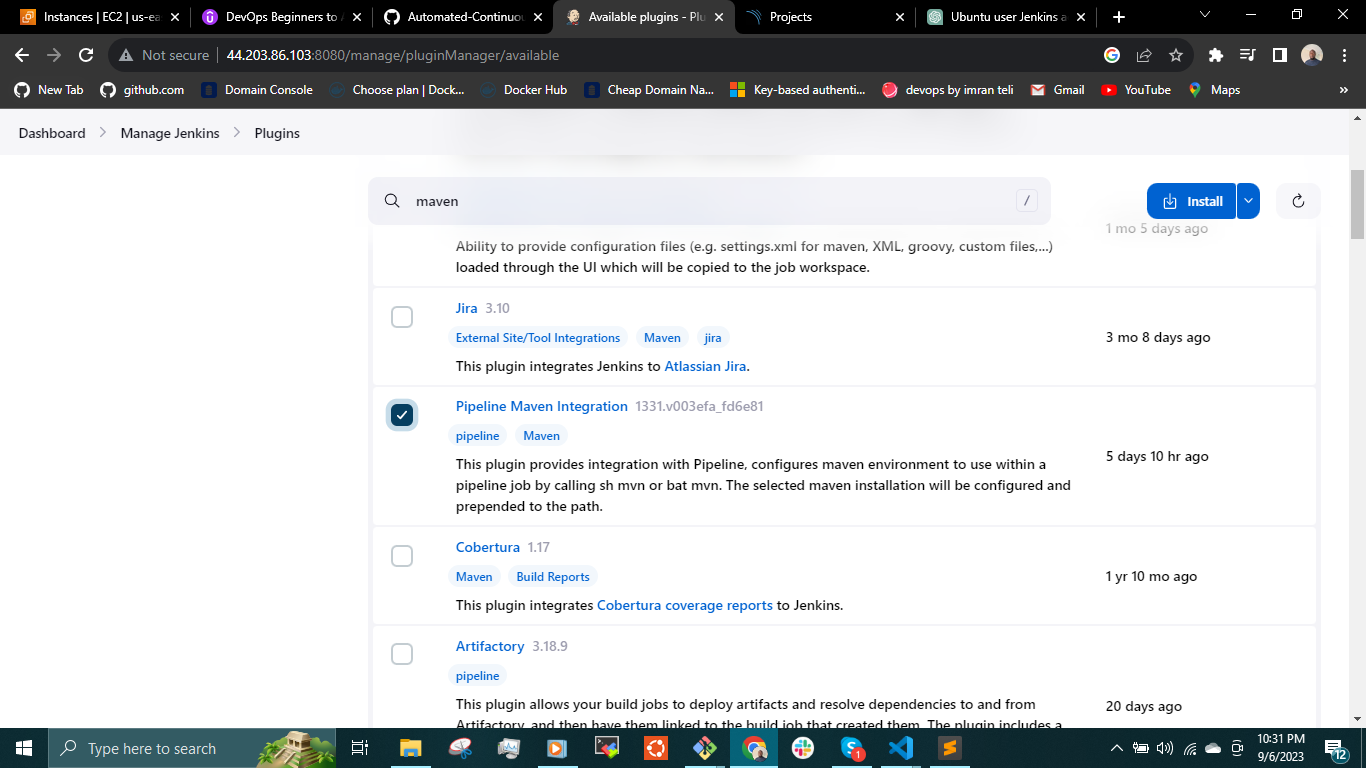 Instances | EC2 | us-ea
DevOps Beginners to A
Automated-Continuou
Available plugins - Plu
Projects
Ubuntu user Jenkins a
Not secure
44.203.86.103:8080/manage/pluginManager/available
New Tab
github.com
Domain Console
Choose plan | Dock...
Docker Hub
Cheap Domain Na...
Key-based authenti...
devops by imran teli
Gmail
YouTube
Maps
»
Dashboard
Manage Jenkins
Plugins
maven
/
Install
1 mo 5 days ago
Ability to provide configuration files (e.g. settings.xml for maven, XML, groovy, custom files,...)
loaded through the UI which will be copied to the job workspace.
Jira 3.10
External Site/Tool Integrations Maven jira
3 mo 8 days ago
This plugin integrates Jenkins to Atlassian Jira.
Pipeline Maven Integration 1331.v003efa_fd6e81
pipeline Maven
5 days 10 hr ago
This plugin provides integration with Pipeline, configures maven environment to use within a
pipeline job by calling sh mvn or bat mvn. The selected maven installation will be configured and
prepended to the path.
Cobertura 1.17
Maven Build Reports
1 yr 10 mo ago
This plugin integrates Cobertura coverage reports to Jenkins.
Artifactory 3.18.9
pipeline
This plugin allows your build jobs to deploy artifacts and resolve dependencies to and from
20 days ago
Artifactory, and then have them linked to the build job that created them. The plugin includes a
Type here to search
1
10:31 PM
9/6/2023
12